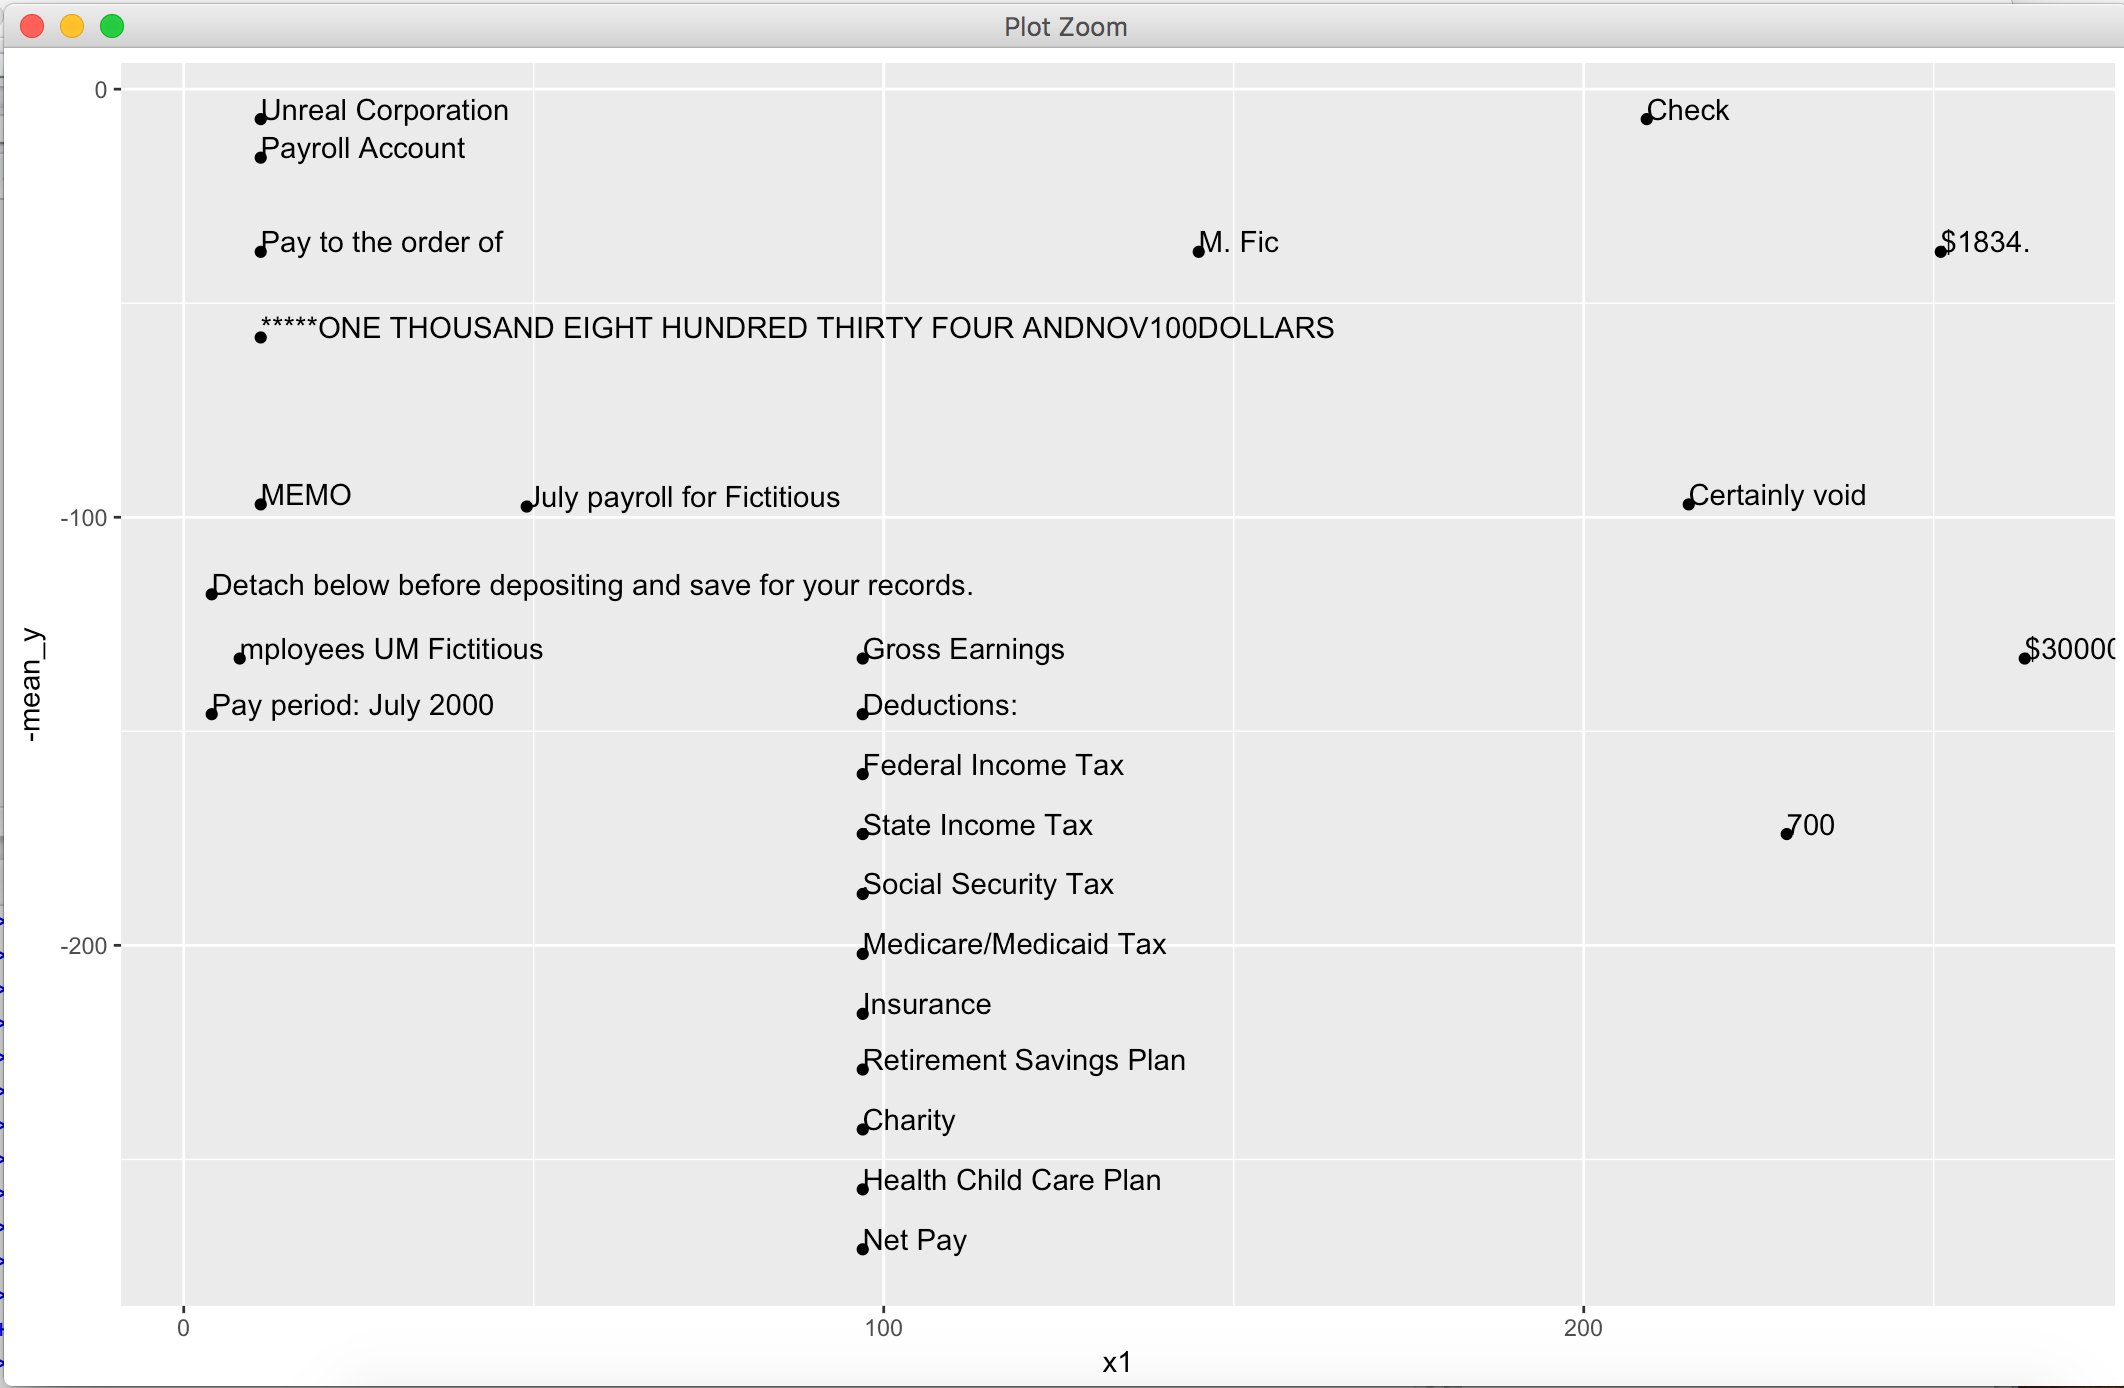 Plot Zoom
0
Unreal Corporation Check
Payroll Account
Pay to the order of M. Fic $1834.
*****ONE THOUSAND EIGHT HUNDRED THIRTY FOUR ANDNOV100DOLLARS
MEMO July payroll for Fictitious Certainly void
-100
Detach below before depositing and save for your records.
mployees UM Fictitious Gross Earnings $30000
-mean_y
Pay period: July 2000 Deductions:
Federal Income Tax
State Income Tax 700
Social Security Tax
-200 Medicare/Medicaid Tax
Insurance
Retirement Savings Plan
Charity
Health Child Care Plan
Net Pay
0 100 200
x1